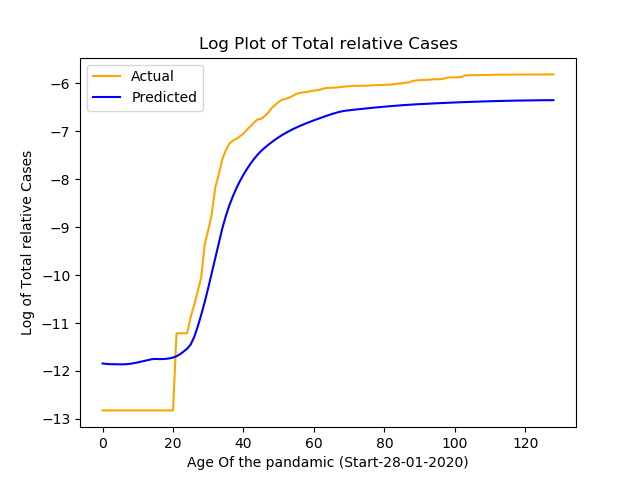 Log Plot of Total relative Cases
Actual
Predicted
Log of Total relative Cases
−6
−7
−8
−9
−10
−11
−12
−13
0 20 40 60 80 100 120
Age Of the pandamic (Start-28-01-2020)